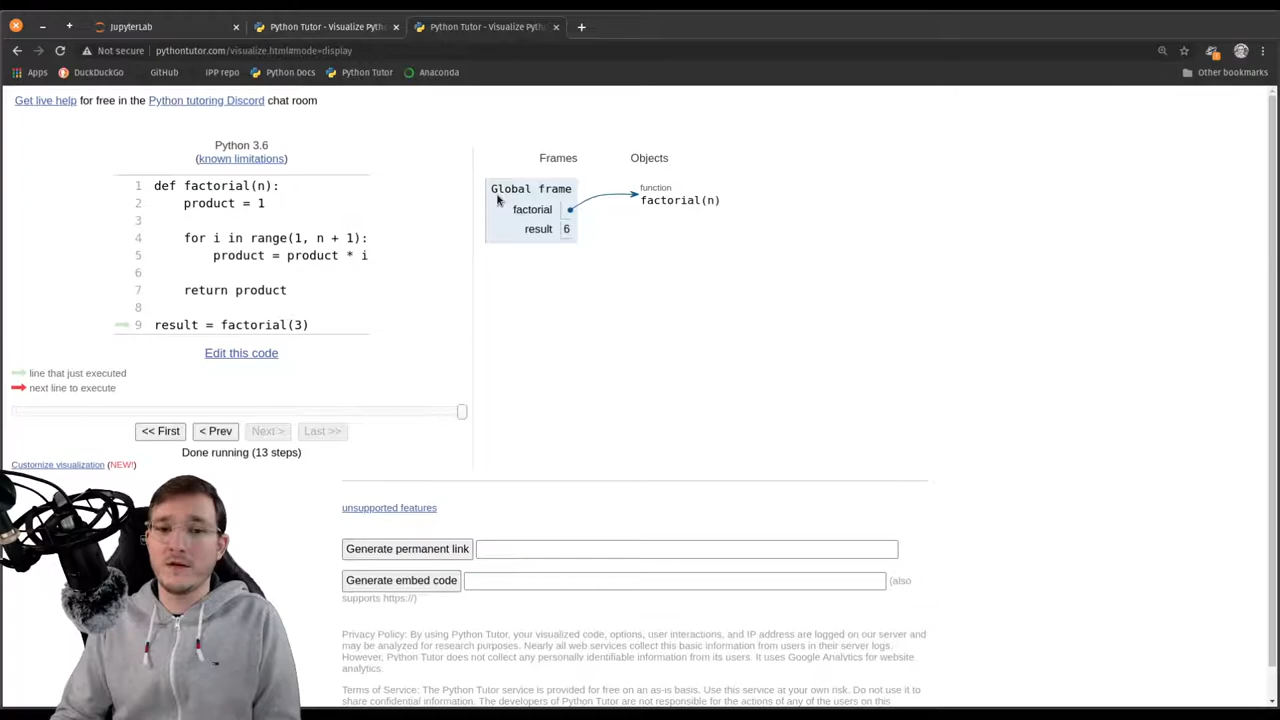 JupyterLab
Python Tutor - Visualize Pyth
Python Tutor - Visualize Pyth
Not secure | pythontutor.com/visualize.html#mode=display
Apps DuckDuckGo GitHub IPP repo Python Docs Python Tutor Anaconda Other bookmarks
Get live help for free in the Python tutoring Discord chat room
Python 3.6
(known limitations)
1 def factorial(n):
2 product = 1
3
4 for i in range(1, n + 1):
5 product = product * i
6
7 return product
8
9 result = factorial(3)
Edit this code
line that just executed
next line to execute
<< First < Prev Next > Last >>
Done running (13 steps)
Customize visualization (NEW!)
Frames Objects
Global frame
factorial
result 6
function
factorial(n)
unsupported features
Generate permanent link
Generate embed code (also
supports https://)
Privacy Policy: By using Python Tutor, your visualized code, options, user interactions, and IP address are logged on our server and
may be analyzed for research purposes. Nearly all web services collect this basic information from users in their server logs.
However, Python Tutor does not collect any personally identifiable information from its users. It uses Google Analytics for website
analytics.
Terms of Service: The Python Tutor service is provided for free on an as-is basis. Use this service at your own risk. Do not use it to
share confidential information. The developers of Python Tutor are not responsible for the actions of any of the users on this